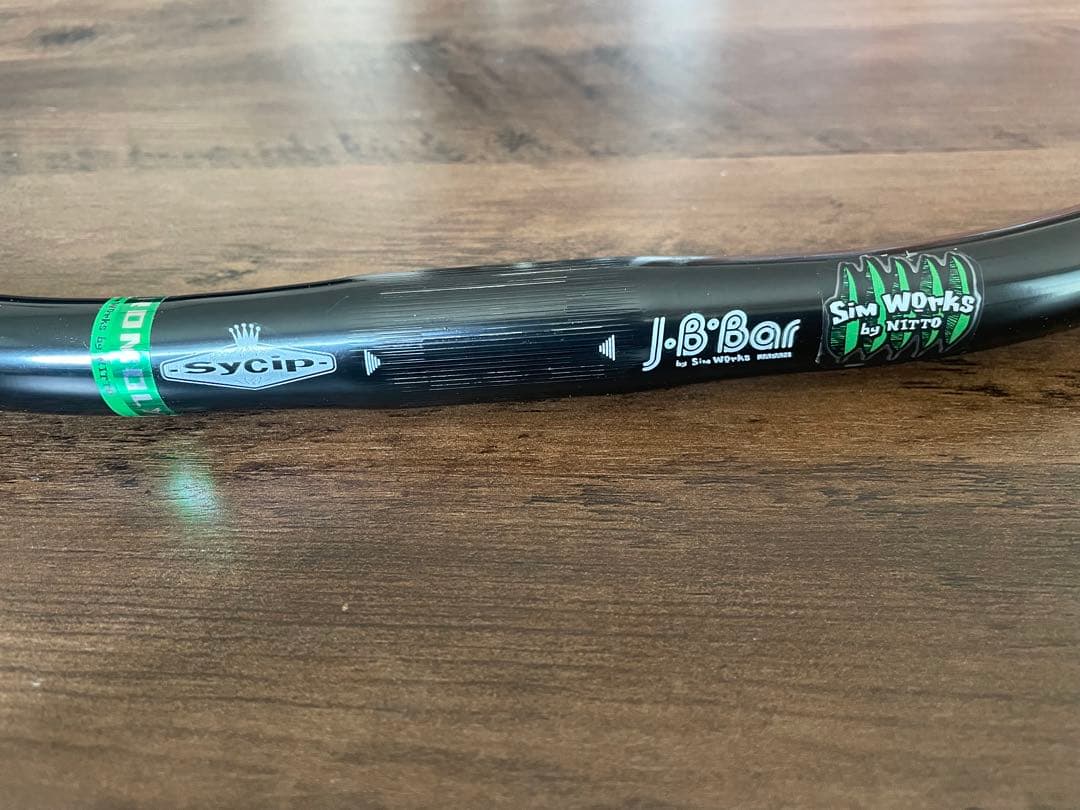 SyCip
J.B.Bar
by Sim Works
Sim Works
by NITTO